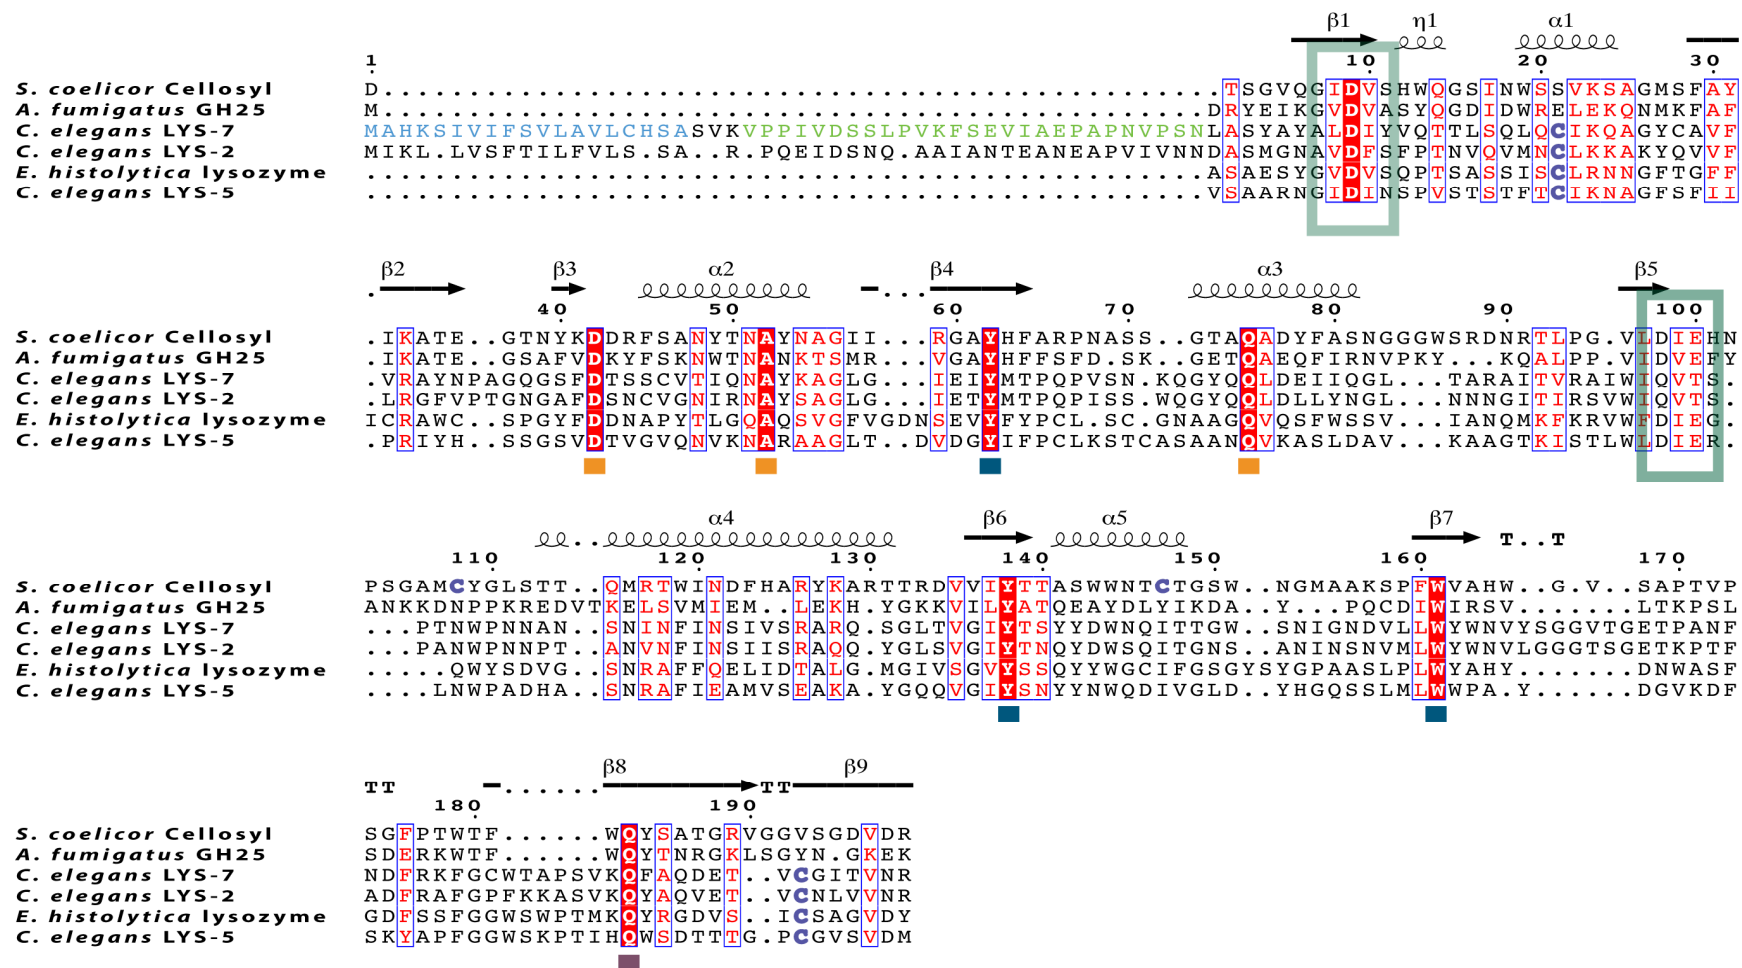 β1 η1 α1
1 10 20 30
S. coelicor Cellosyl D.................................................TSGVQGIDVSHWQGSINWSSVKSAGMSFAY
A. fumigatus GH25 M................................................DRYEIKGVDVASYQGDIDWRELEKQNMKFAF
C. elegans LYS-7 MAHKSIVIFSVLAVLCHSASVKVPPIVDSSLPVKFSEVIAEPAPNVPSNLASYAYALDIYVQTTLSQLQCIKQAGYCAVF
C. elegans LYS-2 MIKL.LVSFTILFVLS.SA..R.PQEIDSNQ.AAIANTEANEAPVIVNNDASMGNAVDFSFPTNVQVMNCLKKAKYQVVF
E. histolytica lysozyme .................................................ASAESYGVDVSQPTSASSISCLRNNGFTGFF
C. elegans LYS-5 .................................................VSAARNGIDINSPVSTSTFTCIKNAGFSFII
β2 β3 α2 β4 α3 β5
. ...
40 50 60 70 80 90 100
S. coelicor Cellosyl .IKATE..GTNYKDDRFSANYTNAYNAGII...RGAYHFARPNASS..GTAQADYFASNGGGWSRDNRTLPG.VLDIEHN
A. fumigatus GH25 .IKATE..GSAFVDKYFSKNWTNANKTSMR...VGAYHFFSFD.SK..GETQAEQFIRNVPKY...KQALPP.VIDVEFY
C. elegans LYS-7 .VRAYNPAGQGSFDTSSCVTIQNAYKAGLG...IEIYMTPQPVSN.KQGYQQLDEIIQGL...TARAITVRAIWIQVTS.
C. elegans LYS-2 .LRGFVPTGNGAFDSNCVGNIRNAYSAGLG...IETYMTPQPISS.WQGYQQLDLLYNGL...NNNGITIRSVWIQVTS.
E. histolytica lysozyme ICRAWC..SPGYFDDNAPYTLGQAQSVGFVGDNSEVYFYPCL.SC.GNAAGQVQSFWSSV...IANQMKFKRVWFDIEG.
C. elegans LYS-5 .PRIYH..SSGSVDTVGVQNVKNARAAGLT..DVDGYIFPCLKSTCASAANQVKASLDAV...KAAGTKISTLWLDIER.
α4 β6 α5 β7
.. T..T
110 120 130 140 150 160 170
S. coelicor Cellosyl PSGAMCYGLSTT..QMRTWINDFHARYKARTTRDVVIYTTASWWNTCTGSW..NGMAAKSPFWVAHW..G.V..SAPTVP
A. fumigatus GH25 ANKKDNPPKREDVTKELSVMIEM..LEKH.YGKKVILYATQEAYDLYIKDA..Y...PQCDIWIRSV.......LTKPSL
C. elegans LYS-7 ...PTNWPNNAN..SNINFINSIVSRARQ.SGLTVGIYTSYYDWNQITTGW..SNIGNDVLLWYWNVYSGGVTGETPANF
C. elegans LYS-2 ...PANWPNNPT..ANVNFINSIISRAQQ.YGLSVGIYTNQYDWSQITGNS..ANINSNVMLWYWNVLGGGTSGETKPTF
E. histolytica lysozyme .....QWYSDVG..SNRAFFQELIDTALG.MGIVSGVYSSQYYWGCIFGSGYSYGPAASLPLWYAHY......DNWASF
C. elegans LYS-5 ....LNWPADHA..SNRAFIEAMVSEAKA.YGQQVGIYSNYYNWQDIVGLD..YHGQSSLMLWWPA.Y......DGVKDF
β8 β9
TT ...... TT
180 190
S. coelicor Cellosyl SGFPTWTF......WQYSATGRVGGVSGDVDR
A. fumigatus GH25 SDERKWTF......WQYTNRGKLSGYN.GKEK
C. elegans LYS-7 NDFRKFGCWTAPSVKQFAQDET..VCGITVNR
C. elegans LYS-2 ADFRAFGPFKKASVKQYAQVET..VCNLVVNR
E. histolytica lysozyme GDFSSFGGWSWPTMKQYRGDVS..ICSAGVDY
C. elegans LYS-5 SKYAPFGGWSKPTIHQWSDTTTG.PCGVSVDM